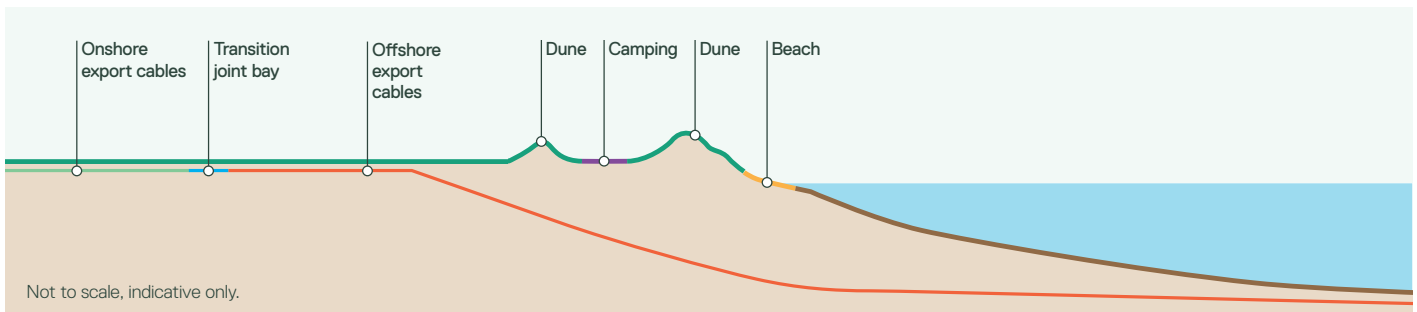 Onshore
export cables
Transition
joint bay
Offshore
export
cables
Dune
Camping
Dune
Beach
Not to scale, indicative only.